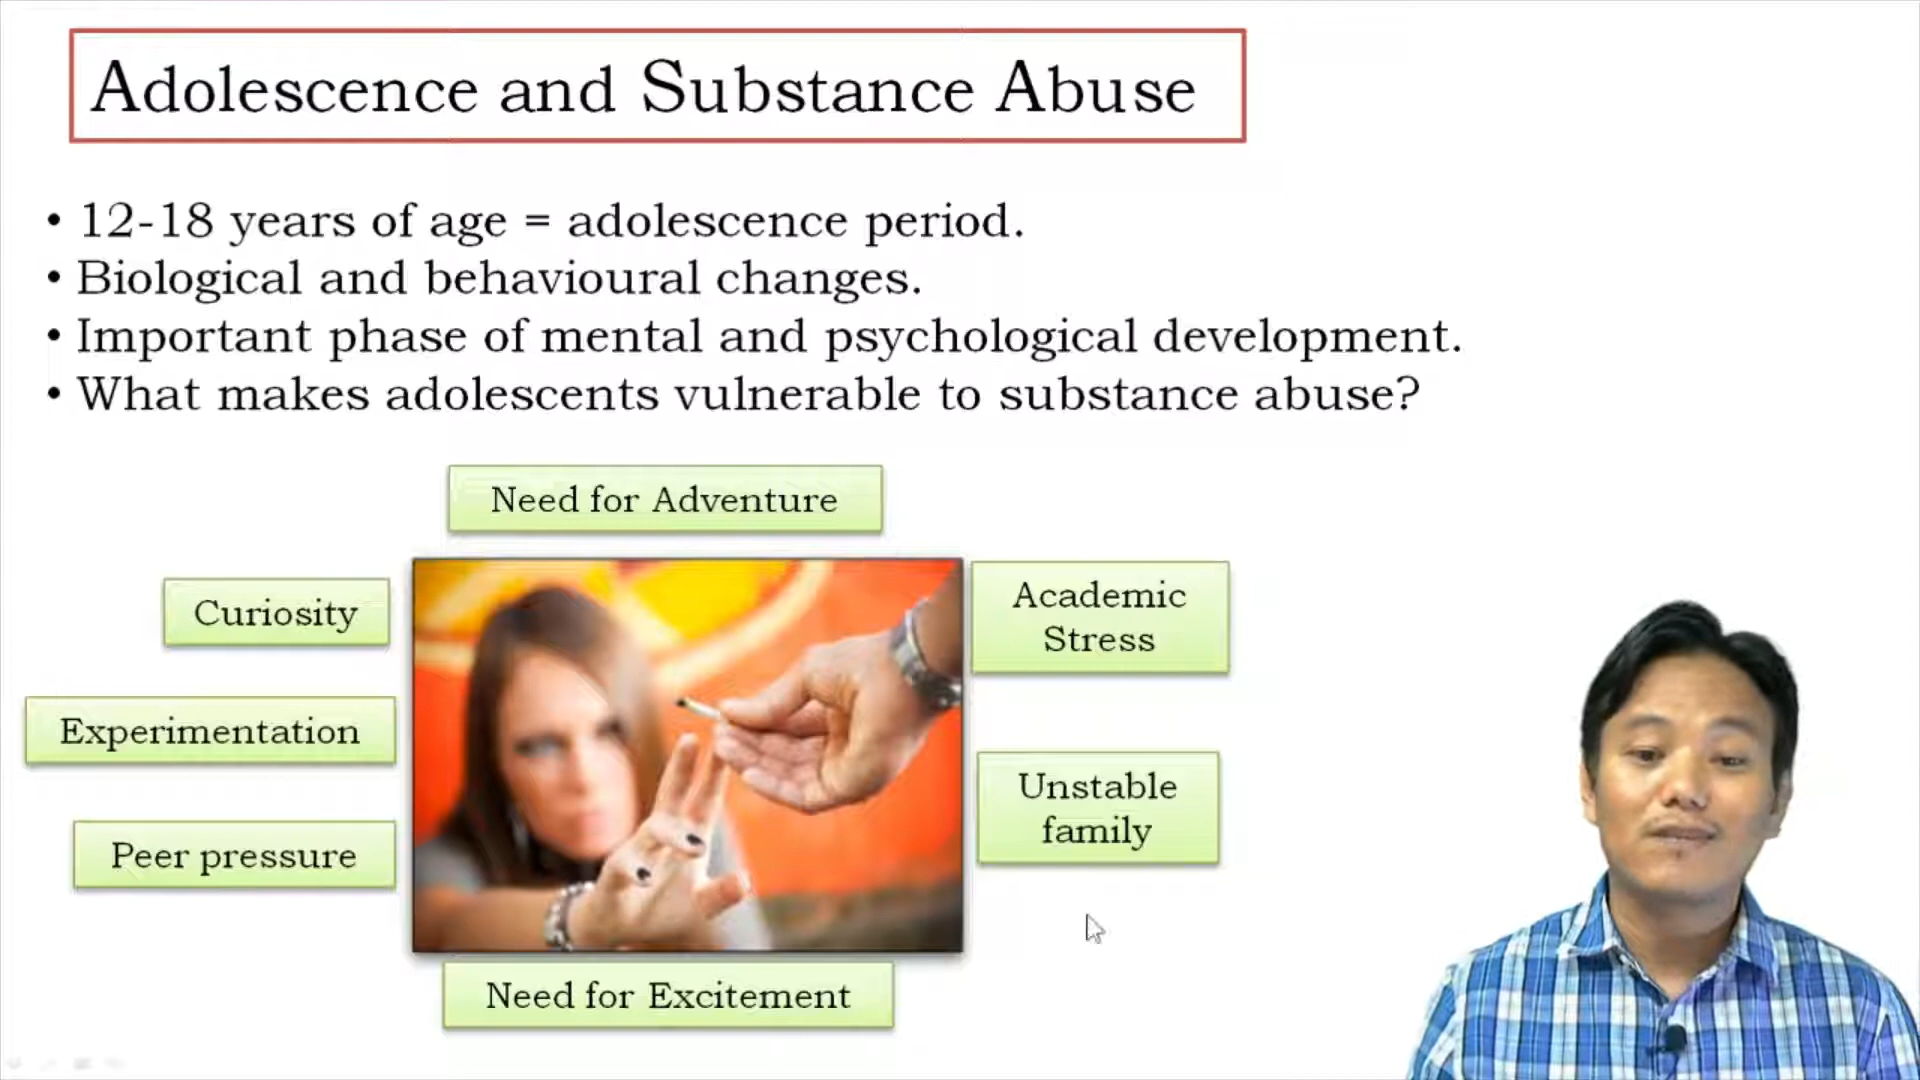 Adolescence and Substance Abuse
• 12-18 years of age = adolescence period.
• Biological and behavioural changes.
• Important phase of mental and psychological development.
• What makes adolescents vulnerable to substance abuse?
Need for Adventure
Curiosity
Academic
Stress
Experimentation
Unstable
family
Peer pressure
Need for Excitement